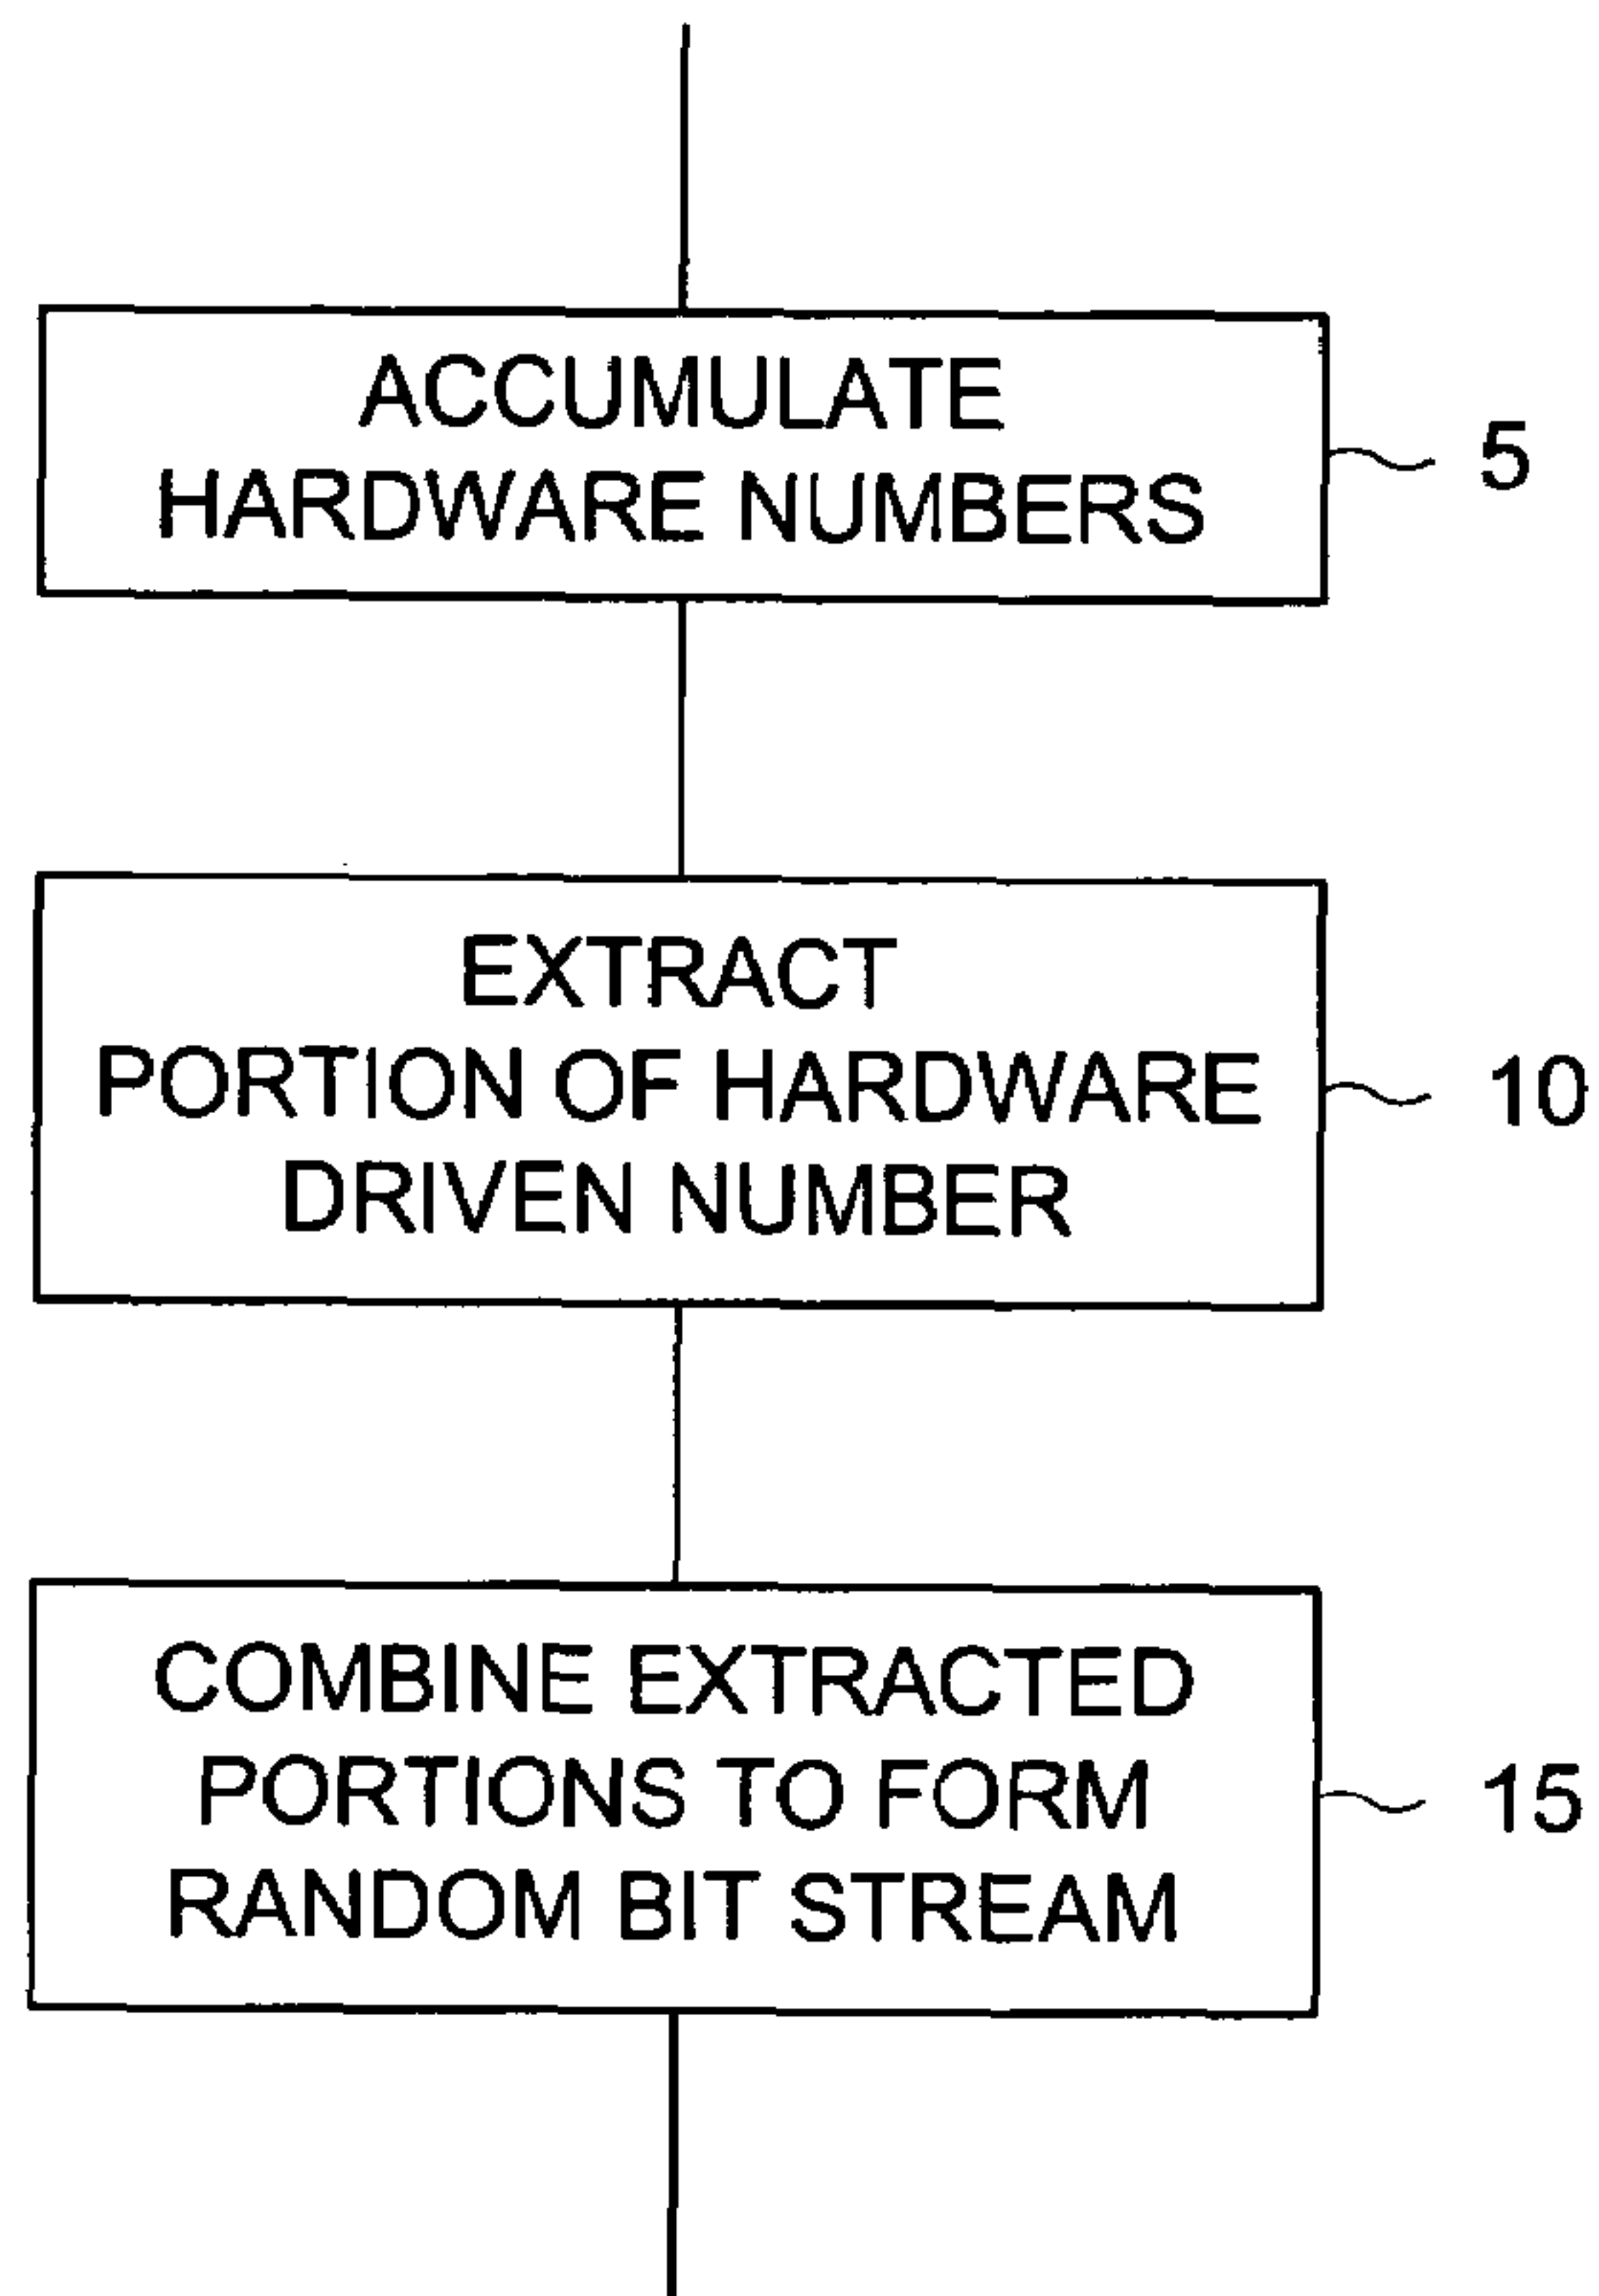 ACCUMULATE
HARDWARE NUMBERS
5
EXTRACT
PORTION OF HARDWARE
DRIVEN NUMBER
10
COMBINE EXTRACTED
PORTIONS TO FORM
RANDOM BIT STREAM
15